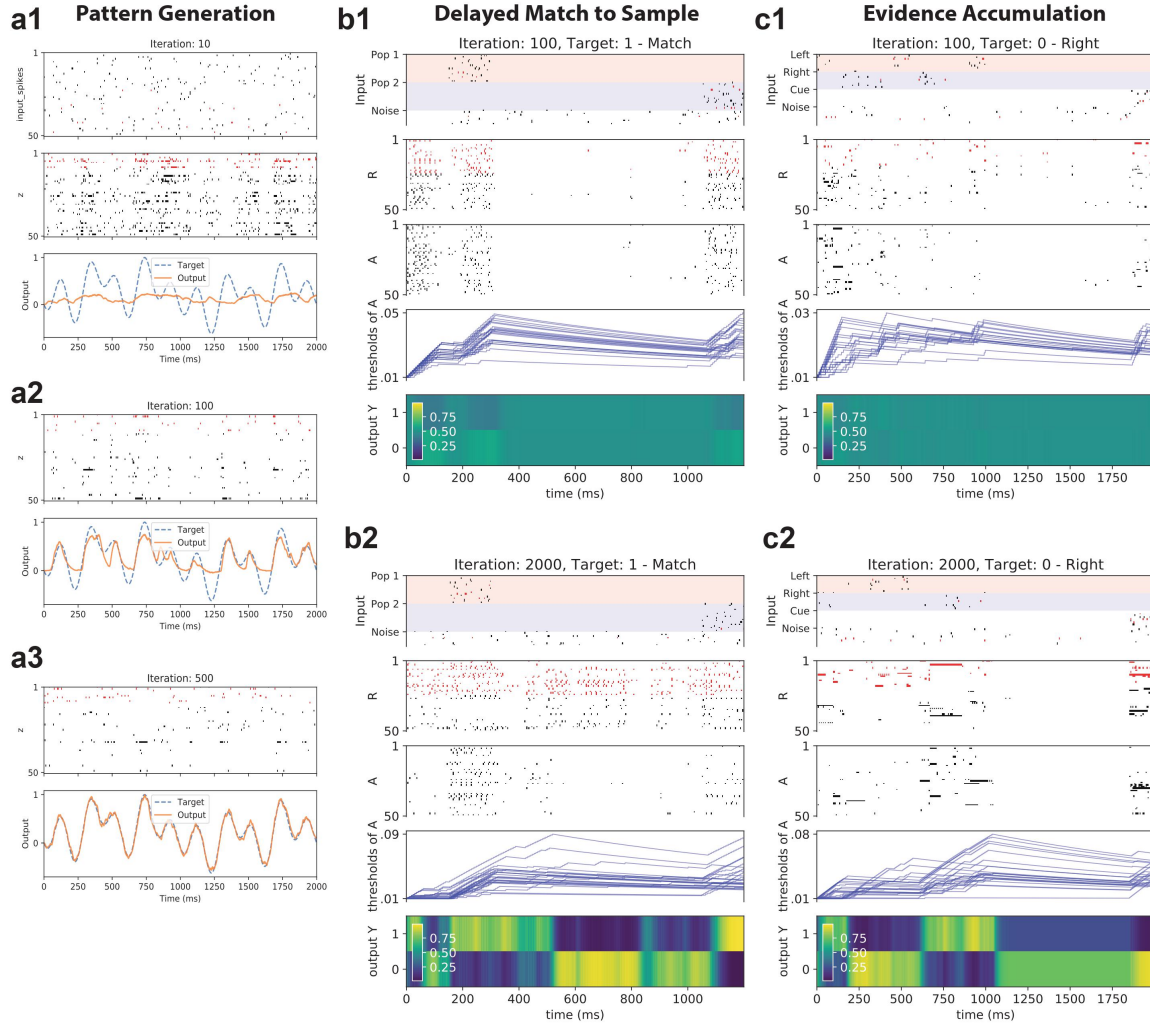 a1
Pattern Generation
Iteration: 10
1
input_spikes
50
1
z
50
1
Output
0
Target
Output
0 250 500 750 1000 1250 1500 1750 2000
Time (ms)
a2
Iteration: 100
1
z
50
1
Output
0
Target
Output
0 250 500 750 1000 1250 1500 1750 2000
Time (ms)
a3
Iteration: 500
1
z
50
1
Output
0
Target
Output
0 250 500 750 1000 1250 1500 1750 2000
Time (ms)
b1
Delayed Match to Sample
Iteration: 100, Target: 1 - Match
Pop 1
Pop 2
Noise
Input
1
R
50
1
A
50
.05
thresholds of A
.01
1
output Y
0
0.75
0.50
0.25
0 200 400 600 800 1000
time (ms)
b2
Iteration: 2000, Target: 1 - Match
Pop 1
Pop 2
Noise
Input
1
R
50
1
A
50
.09
thresholds of A
.01
1
output Y
0
0.75
0.50
0.25
0 200 400 600 800 1000
time (ms)
c1
Evidence Accumulation
Iteration: 100, Target: 0 - Right
Left
Right
Cue
Noise
Input
1
R
50
1
A
50
.03
thresholds of A
.01
1
output Y
0
0.75
0.50
0.25
0 250 500 750 1000 1250 1500 1750
time (ms)
c2
Iteration: 2000, Target: 0 - Right
Left
Right
Cue
Noise
Input
1
R
50
1
A
50
.08
thresholds of A
.01
1
output Y
0
0.75
0.50
0.25
0 250 500 750 1000 1250 1500 1750
time (ms)